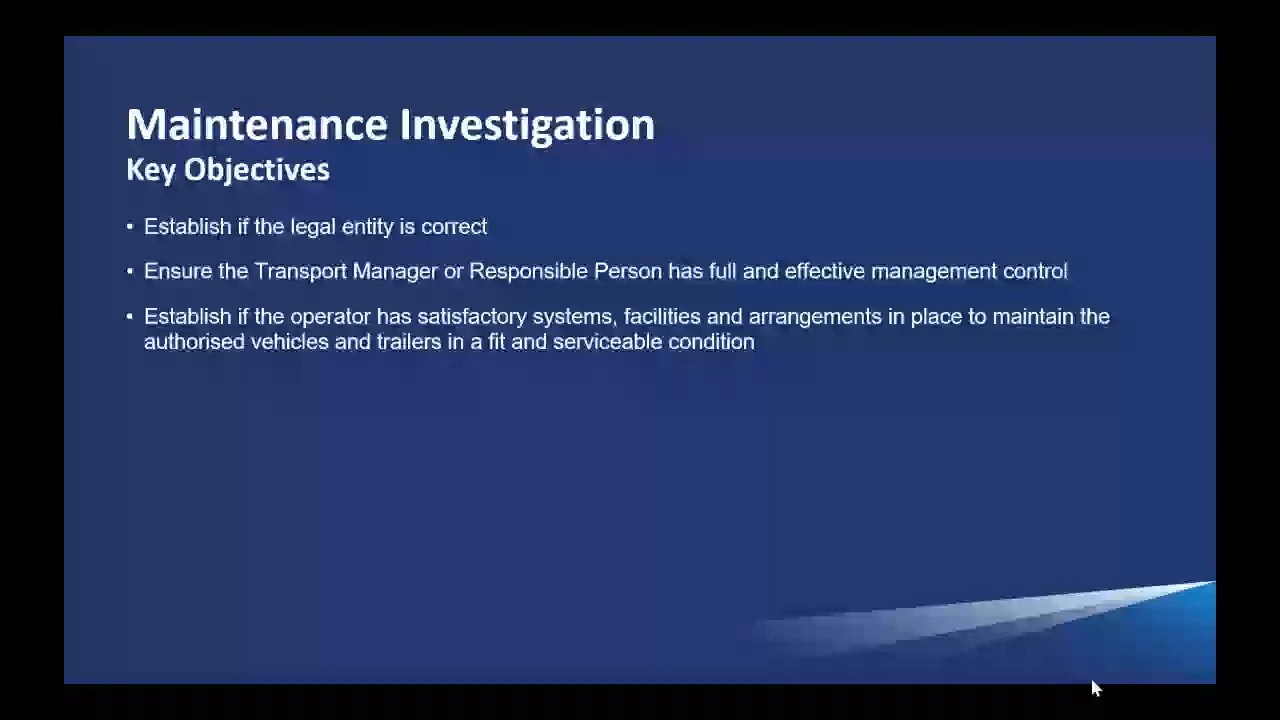 Maintenance Investigation
Key Objectives
• Establish if the legal entity is correct
• Ensure the Transport Manager or Responsible Person has full and effective management control
• Establish if the operator has satisfactory systems, facilities and arrangements in place to maintain the
authorised vehicles and trailers in a fit and serviceable condition